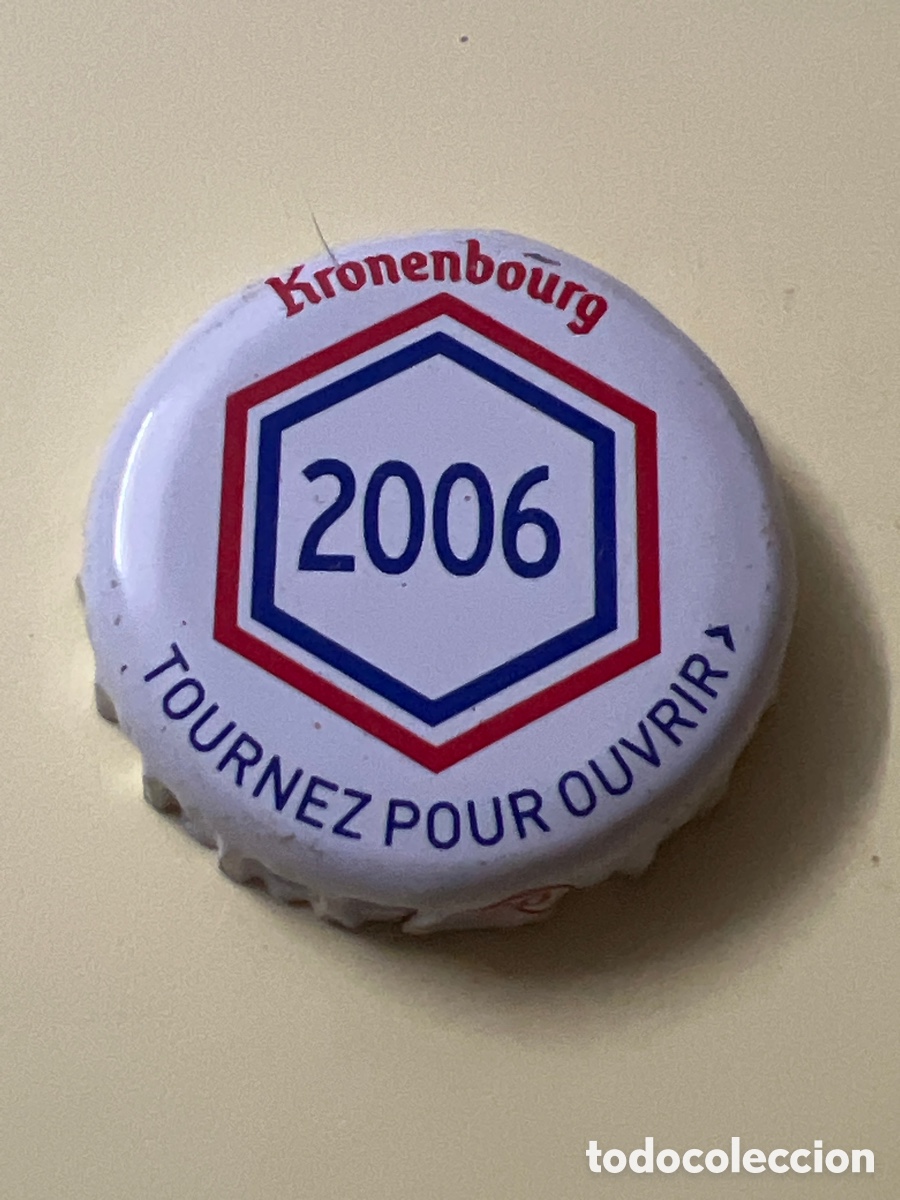 Kronenbourg
2006
TOURNEZ POUR OUVRIR >
todocoleccion